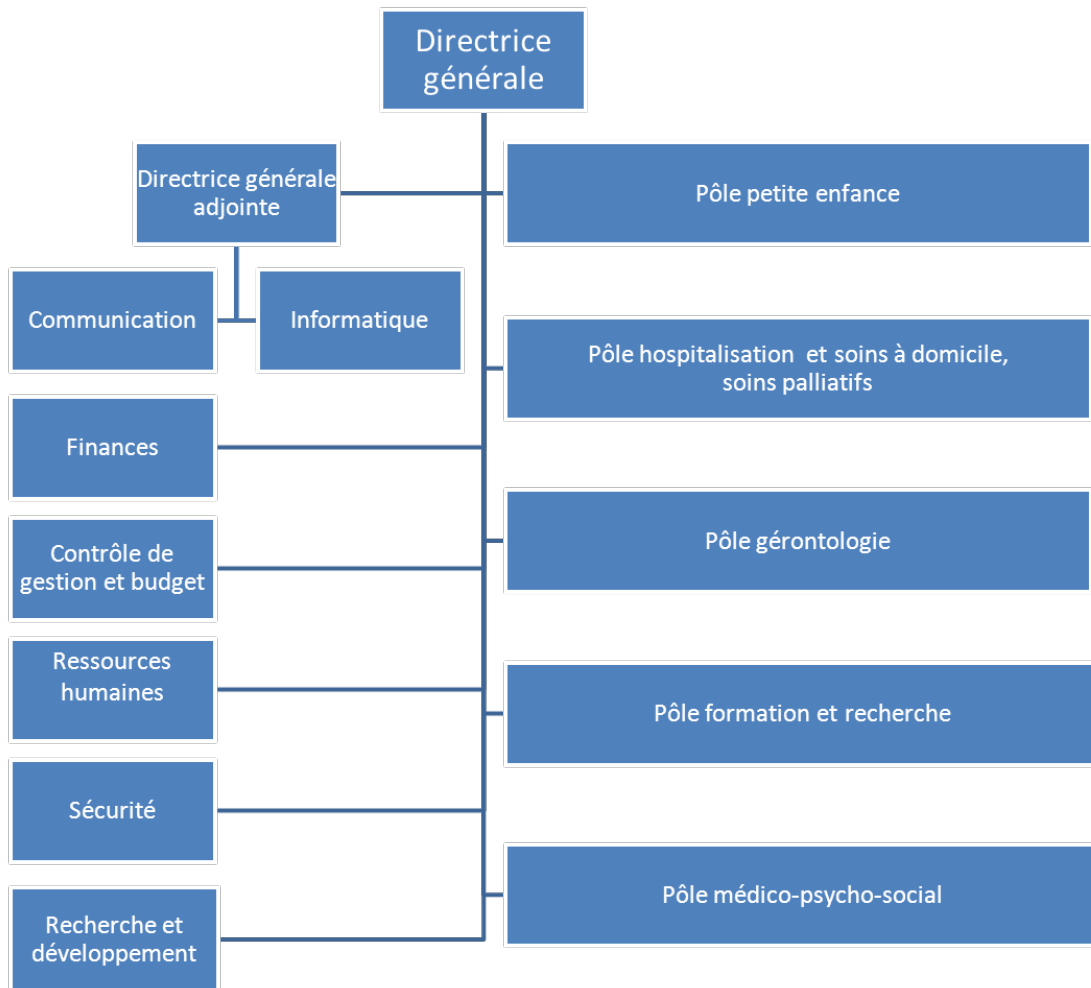 Directrice
générale
Directrice générale
adjointe
Pôle petite enfance
Communication
Informatique
Pôle hospitalisation et soins à domicile,
soins palliatifs
Finances
Pôle gérontologie
Contrôle de
gestion et budget
Ressources
humaines
Pôle formation et recherche
Sécurité
Pôle médico-psycho-social
Recherche et
développement